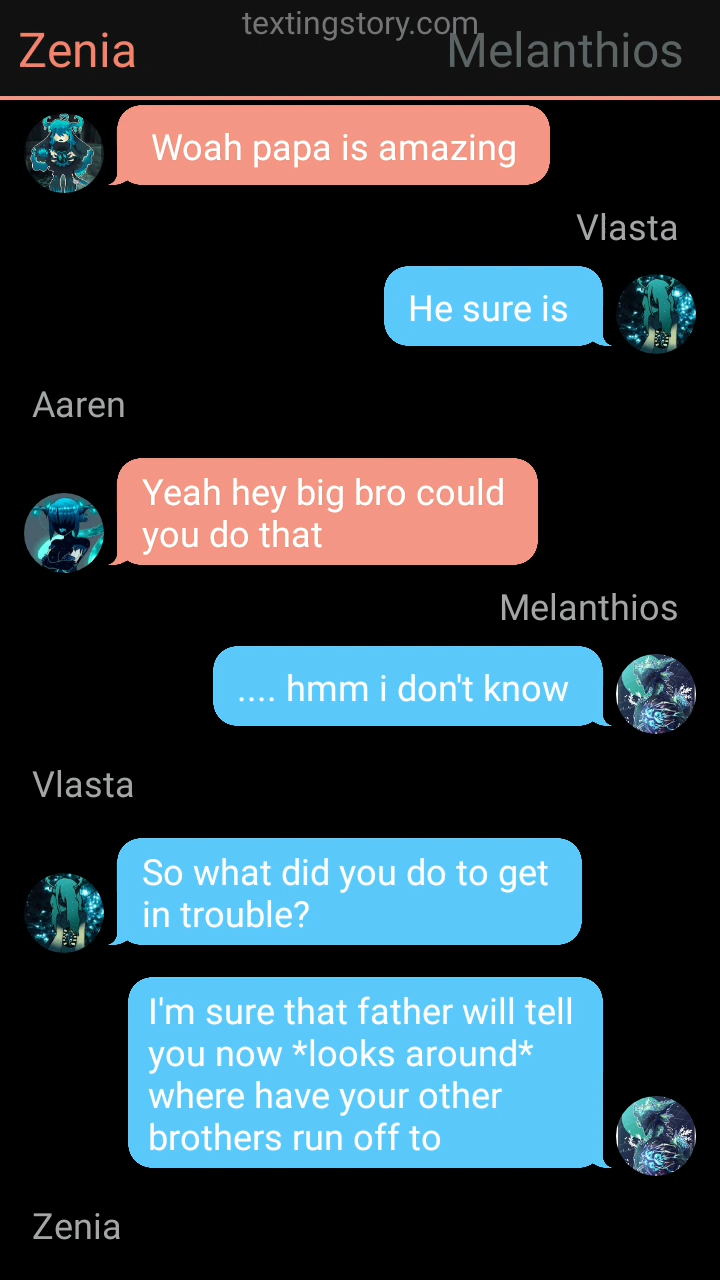 textingstory.com
Zenia
Melanthios
Woah papa is amazing
Vlasta
He sure is
Aaren
Yeah hey big bro could
you do that
Melanthios
.... hmm i don't know
Vlasta
So what did you do to get
in trouble?
I'm sure that father will tell
you now *looks around*
where have your other
brothers run off to
Zenia